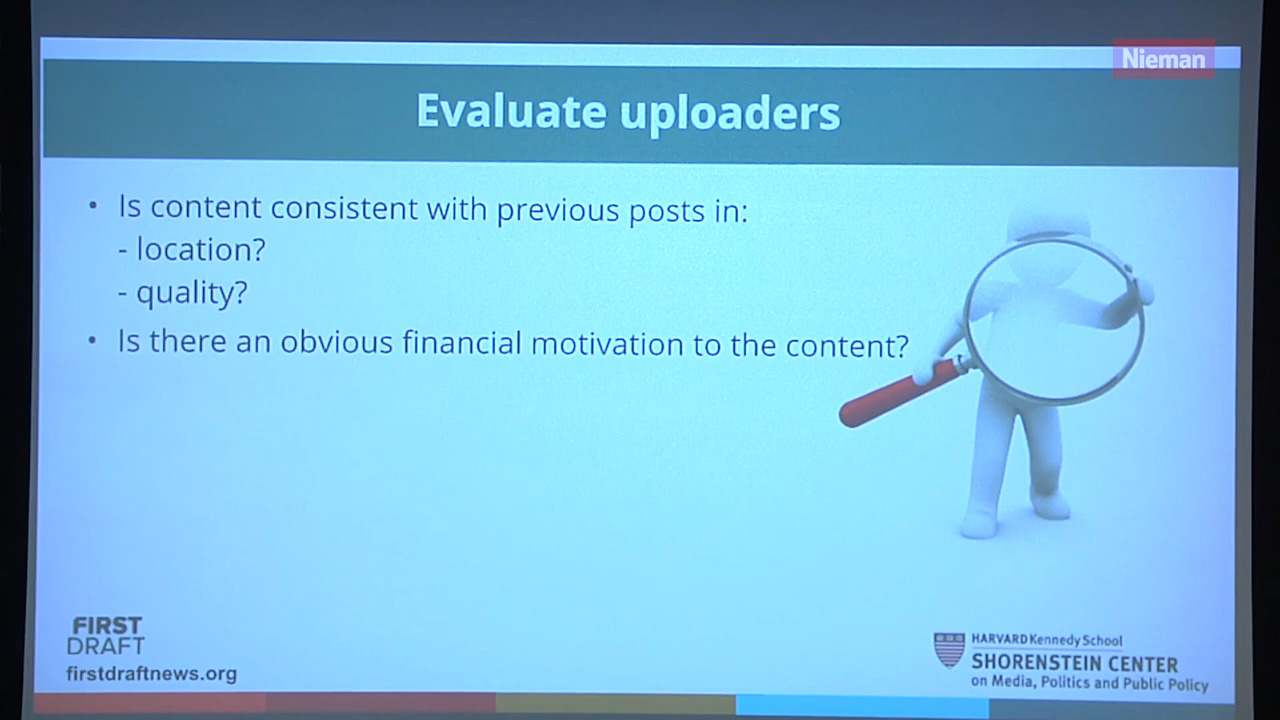 Nieman
Evaluate uploaders
• Is content consistent with previous posts in:
- location?
- quality?
• Is there an obvious financial motivation to the content?
FIRST
DRAFT
firstdraftnews.org
HARVARD Kennedy School
SHORENSTEIN CENTER
on Media, Politics and Public Policy